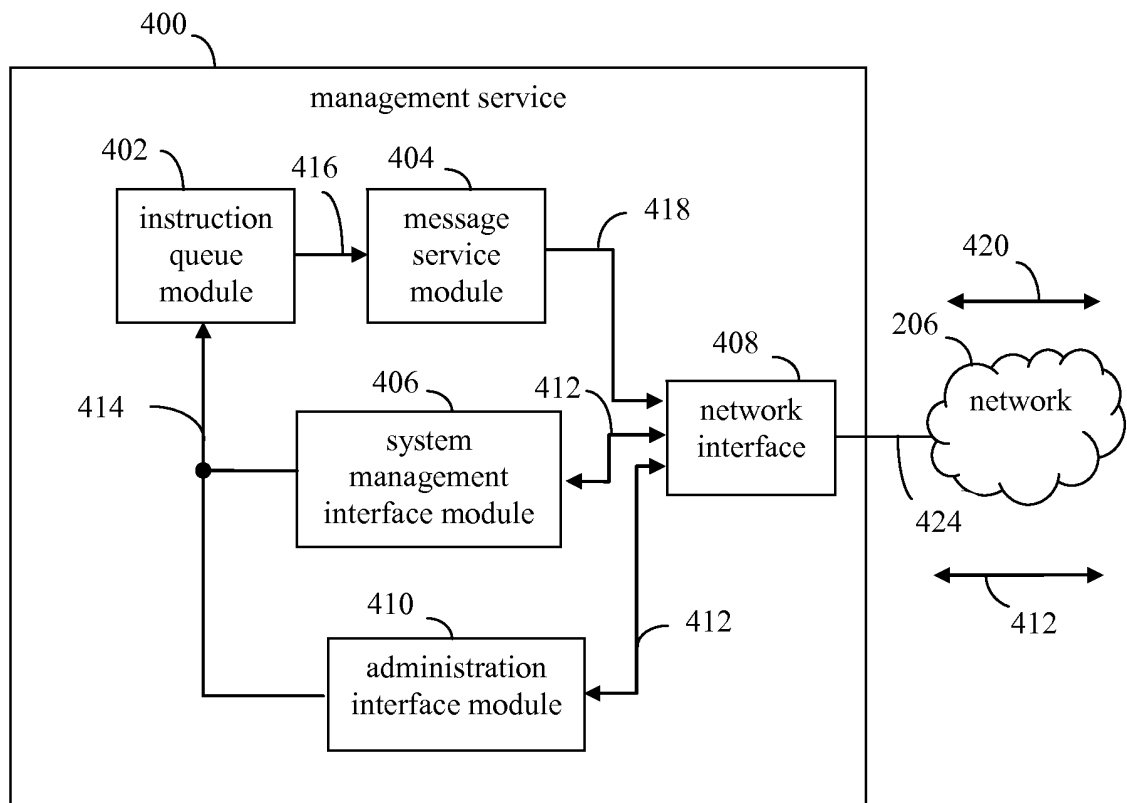 400
management service
402
416
404
instruction
queue
module
message
service
module
418
420
206
408
network
network
interface
406
412
414
system
management
interface module
424
410
412
412
administration
interface module